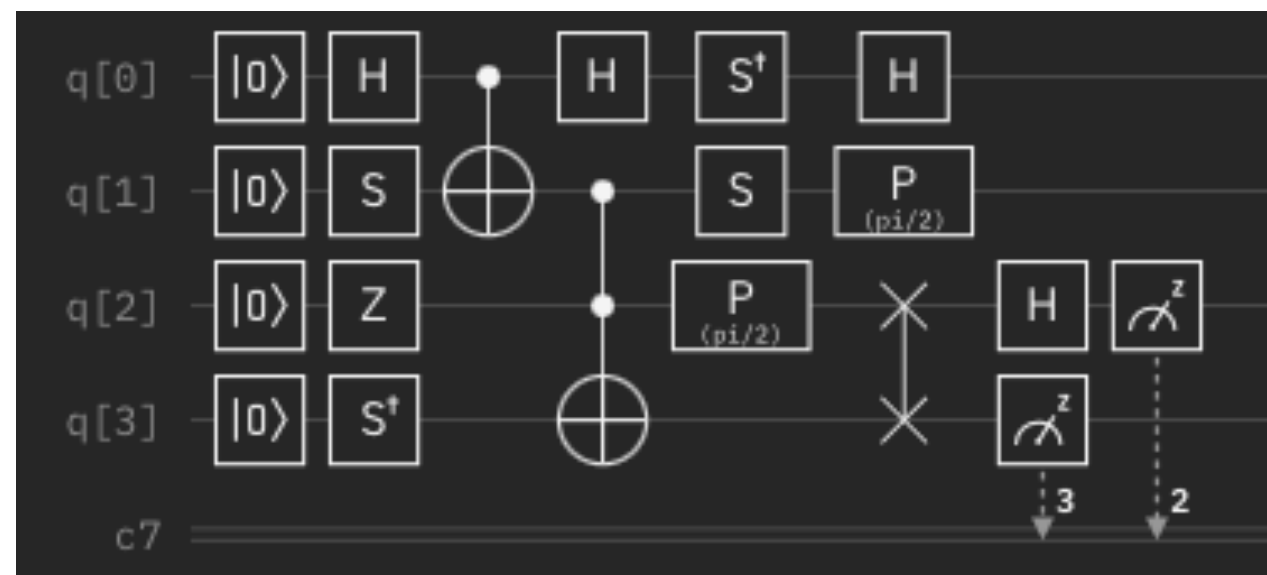 q[0] |0⟩ H H S† H
q[1] |0⟩ S S P (pi/2)
q[2] |0⟩ Z P (pi/2) H z
q[3] |0⟩ S† z
c7 3 2